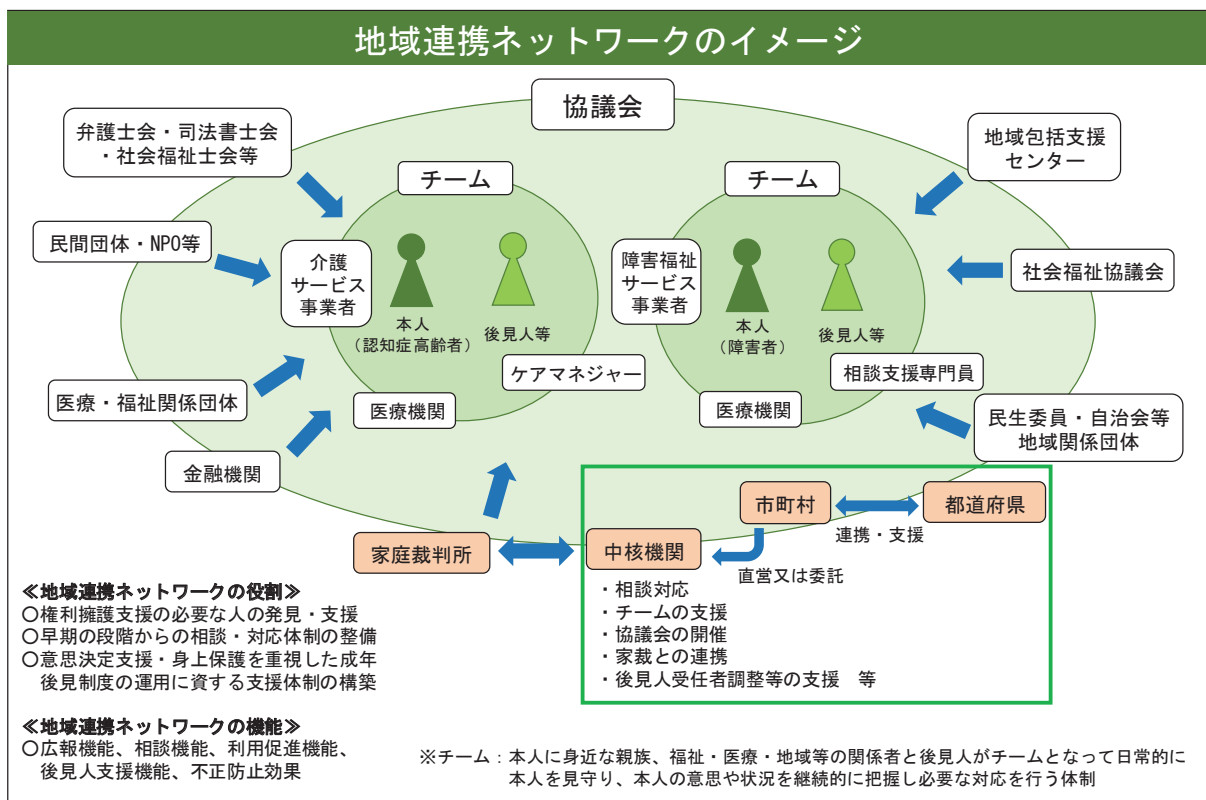 地域連携ネットワークのイメージ
協議会
弁護士会・司法書士会
・社会福祉士会等
地域包括支援
センター
チーム
チーム
民間団体・NPO等
介護
サービス
事業者
障害福祉
サービス
事業者
社会福祉協議会
本人
(認知症高齢者)
後見人等
本人
(障害者)
後見人等
ケアマネジャー
相談支援専門員
医療・福祉関係団体
医療機関
医療機関
民生委員・自治会等
地域関係団体
金融機関
市町村
都道府県
連携・支援
家庭裁判所
中核機関
直営又は委託
・相談対応
・チームの支援
・協議会の開催
・家裁との連携
・後見人受任者調整等の支援 等
≪地域連携ネットワークの役割≫
○権利擁護支援の必要な人の発見・支援
○早期の段階からの相談・対応体制の整備
○意思決定支援・身上保護を重視した成年
後見制度の運用に資する支援体制の構築
≪地域連携ネットワークの機能≫
○広報機能、相談機能、利用促進機能、
後見人支援機能、不正防止効果
※チーム:本人に身近な親族、福祉・医療・地域等の関係者と後見人がチームとなって日常的に
本人を見守り、本人の意思や状況を継続的に把握し必要な対応を行う体制